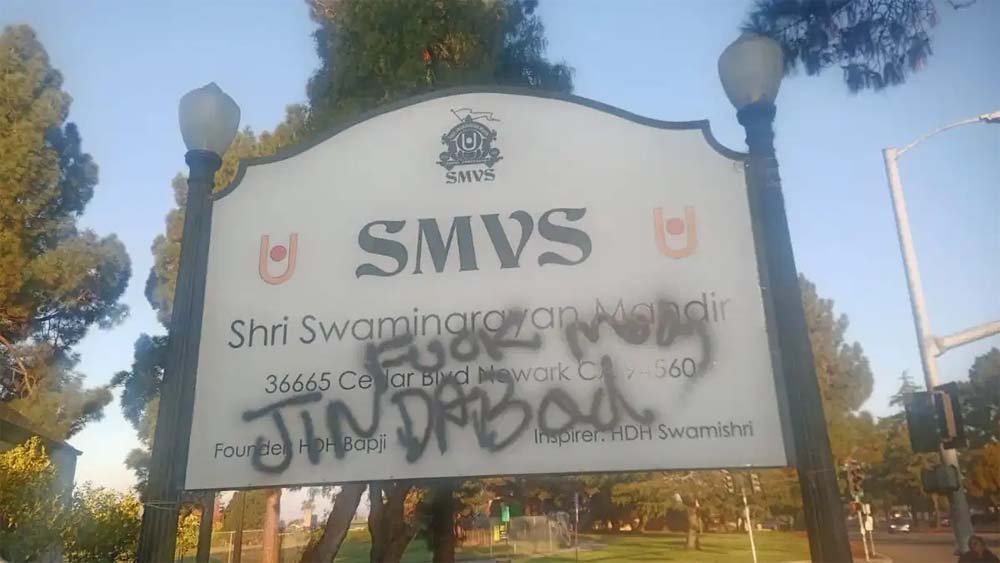 SMVS
SMVS
Shri Swaminarayan Mandir
FUCK MODI
36665 Cedar Blvd Newark CA 94560
JINDABad
Founder: HDH Bapji Inspirer: HDH Swamishri